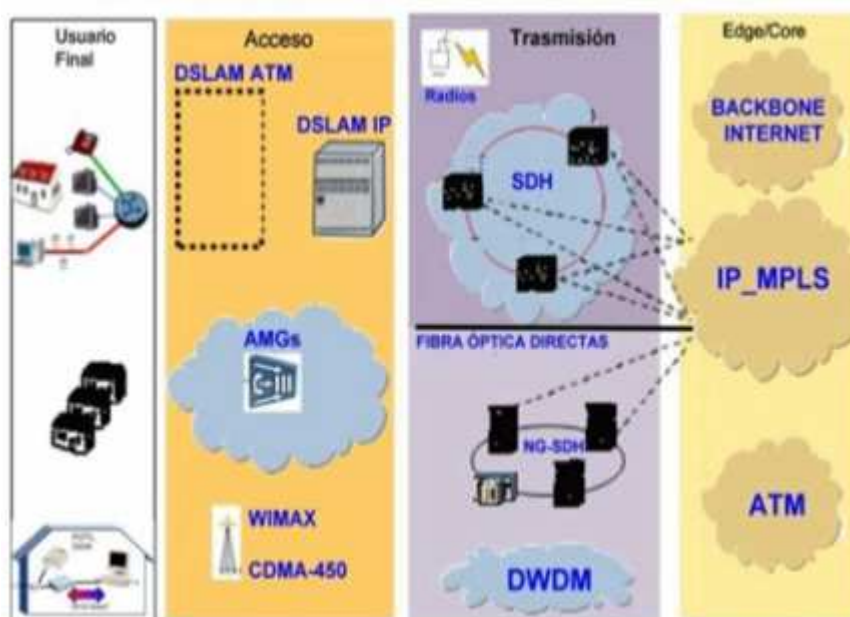 Usuario
Final
Acceso
DSLAM ATM
DSLAM IP
AMGs
WIMAX
CDMA-450
Trasmisión
Radios
SDH
FIBRA ÓPTICA DIRECTAS
NG-SDH
DWDM
Edge/Core
BACKBONE
INTERNET
IP_MPLS
ATM